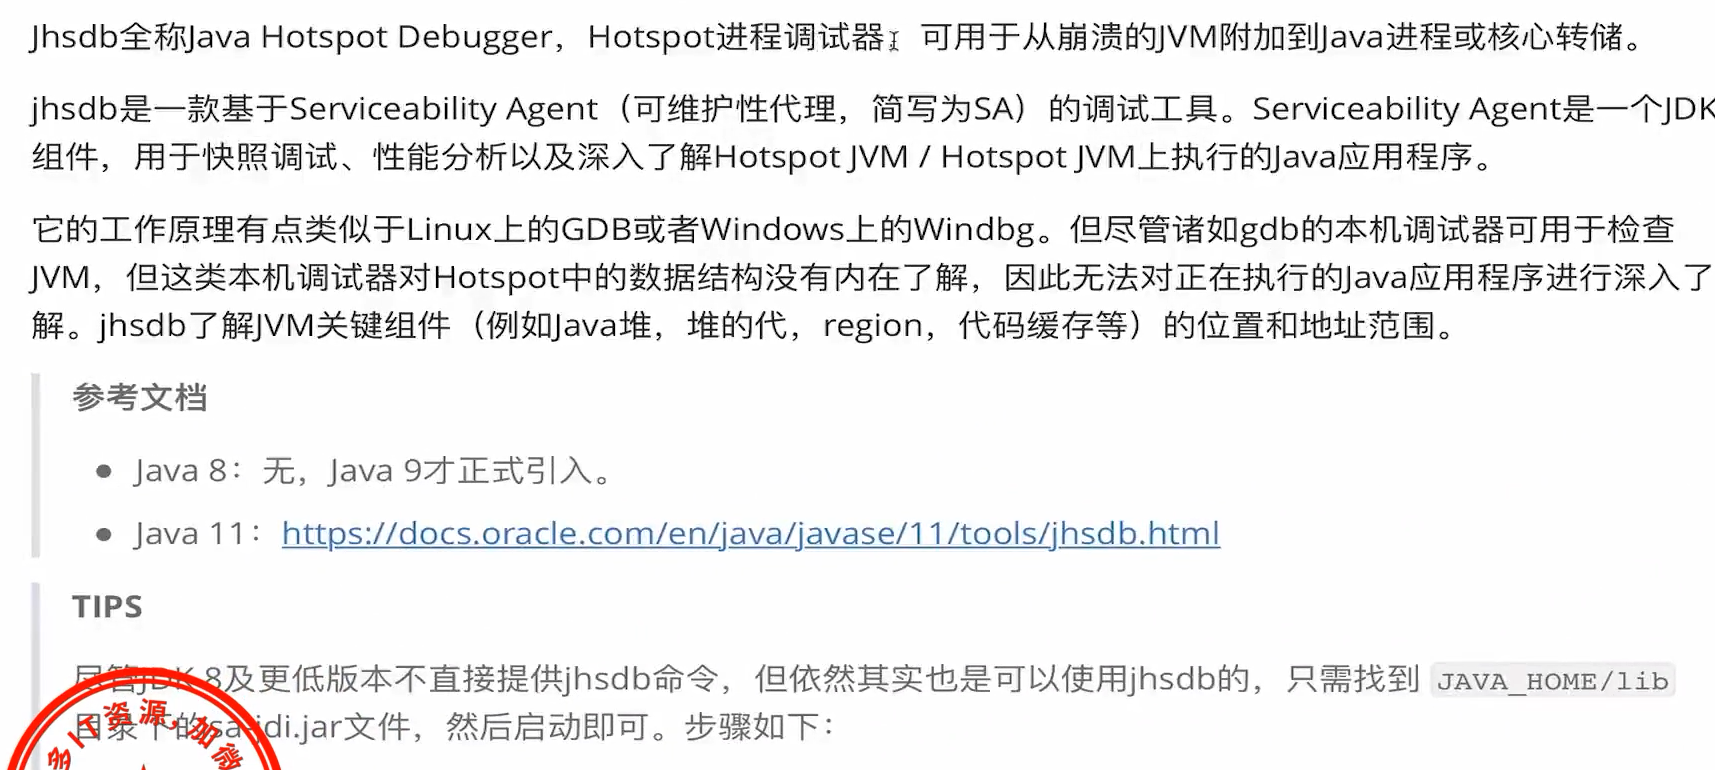 Jhsdb全称Java Hotspot Debugger，Hotspot进程调试器；可用于从崩溃的JVM附加到Java进程或核心转储。
jhsdb是一款基于Serviceability Agent（可维护性代理，简写为SA）的调试工具。Serviceability Agent是一个JDK
组件，用于快照调试、性能分析以及深入了解Hotspot JVM / Hotspot JVM上执行的Java应用程序。
它的工作原理有点类似于Linux上的GDB或者Windows上的Windbg。但尽管诸如gdb的本机调试器可用于检查
JVM，但这类本机调试器对Hotspot中的数据结构没有内在了解，因此无法对正在执行的Java应用程序进行深入了
解。jhsdb了解JVM关键组件（例如Java堆，堆的代，region，代码缓存等）的位置和地址范围。
参考文档
● Java 8：无，Java 9才正式引入。
● Java 11：https://docs.oracle.com/en/java/javase/11/tools/jhsdb.html
TIPS
尽管JDK 8及更低版本不直接提供jhsdb命令，但依然其实也是可以使用jhsdb的，只需找到 JAVA_HOME/lib
目录下的sa-jdi.jar文件，然后启动即可。步骤如下：
多IT资源，加微